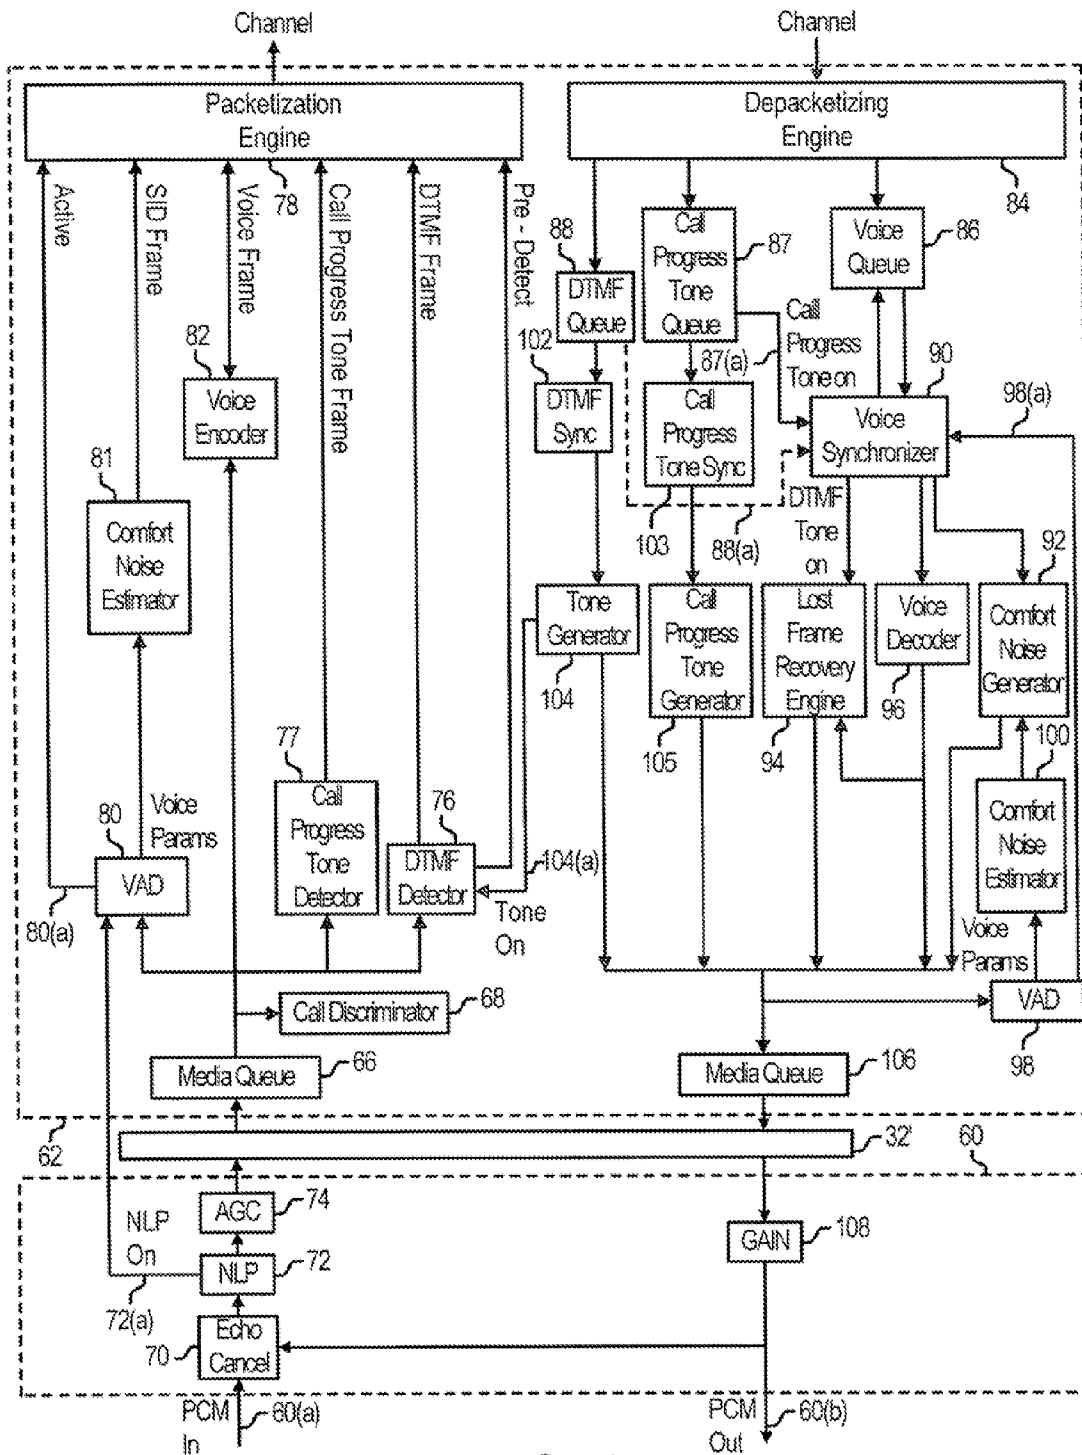 Channel
Channel
Packetization
Engine
Depacketizing
Engine
78
84
Active
SID Frame
Voice Frame
Call Progress Tone Frame
DTMF Frame
Pre - Detect
88
DTMF
Queue
Call
Progress
Tone
Queue
87
Voice
Queue
86
87(a)
Call
Progress
Tone on
82
Voice
Encoder
102
DTMF
Sync
Call
Progress
Tone Sync
103
88(a)
90
Voice
Synchronizer
98(a)
DTMF
Tone
on
81
Comfort
Noise
Estimator
Tone
Generator
104
Call
Progress
Tone
Generator
105
Lost
Frame
Recovery
Engine
94
Voice
Decoder
96
92
Comfort
Noise
Generator
100
Comfort
Noise
Estimator
Voice
Params
77
Call
Progress
Tone
Detector
76
DTMF
Detector
104(a)
Tone
On
80
Voice
Params
VAD
80(a)
VAD
98
Call Discriminator
68
Media Queue
66
Media Queue
106
62
32'
60
AGC
74
NLP
On
NLP
72
72(a)
GAIN
108
Echo
Cancel
70
PCM
In
60(a)
PCM
Out
60(b)